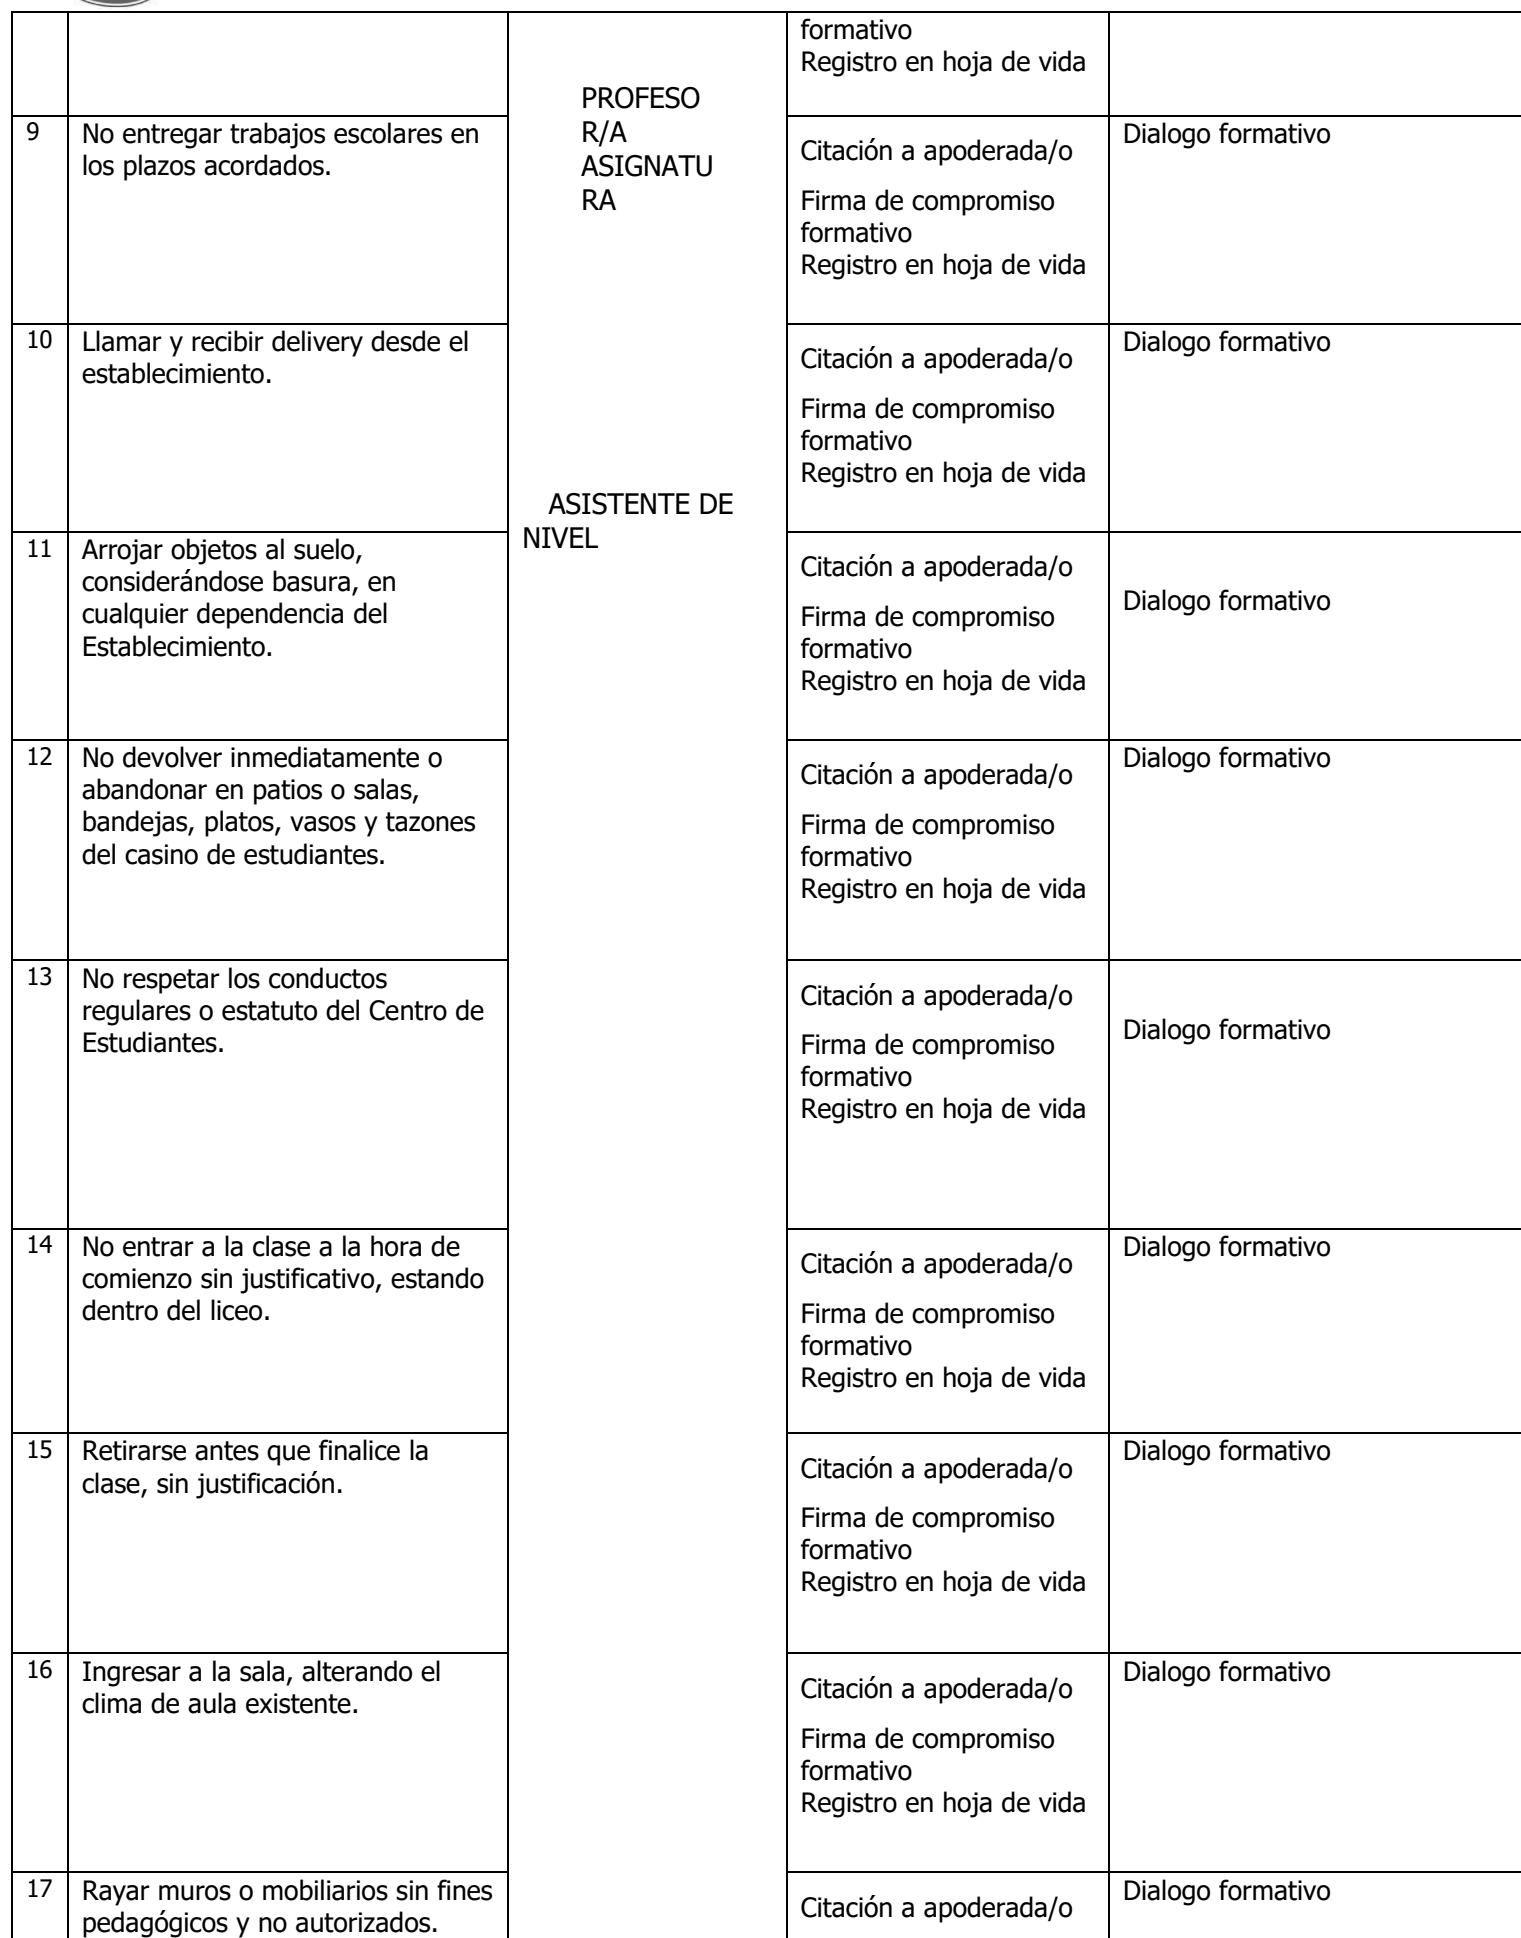 formativo
Registro en hoja de vida
PROFESO
R/A
ASIGNATU
RA
9
No entregar trabajos escolares en
los plazos acordados.
Citación a apoderada/o
Firma de compromiso
formativo
Registro en hoja de vida
Dialogo formativo
10
Llamar y recibir delivery desde el
establecimiento.
Citación a apoderada/o
Firma de compromiso
formativo
Registro en hoja de vida
Dialogo formativo
ASISTENTE DE
NIVEL
11
Arrojar objetos al suelo,
considerándose basura, en
cualquier dependencia del
Establecimiento.
Citación a apoderada/o
Firma de compromiso
formativo
Registro en hoja de vida
Dialogo formativo
12
No devolver inmediatamente o
abandonar en patios o salas,
bandejas, platos, vasos y tazones
del casino de estudiantes.
Citación a apoderada/o
Firma de compromiso
formativo
Registro en hoja de vida
Dialogo formativo
13
No respetar los conductos
regulares o estatuto del Centro de
Estudiantes.
Citación a apoderada/o
Firma de compromiso
formativo
Registro en hoja de vida
Dialogo formativo
14
No entrar a la clase a la hora de
comienzo sin justificativo, estando
dentro del liceo.
Citación a apoderada/o
Firma de compromiso
formativo
Registro en hoja de vida
Dialogo formativo
15
Retirarse antes que finalice la
clase, sin justificación.
Citación a apoderada/o
Firma de compromiso
formativo
Registro en hoja de vida
Dialogo formativo
16
Ingresar a la sala, alterando el
clima de aula existente.
Citación a apoderada/o
Firma de compromiso
formativo
Registro en hoja de vida
Dialogo formativo
17
Rayar muros o mobiliarios sin fines
pedagógicos y no autorizados.
Citación a apoderada/o
Dialogo formativo